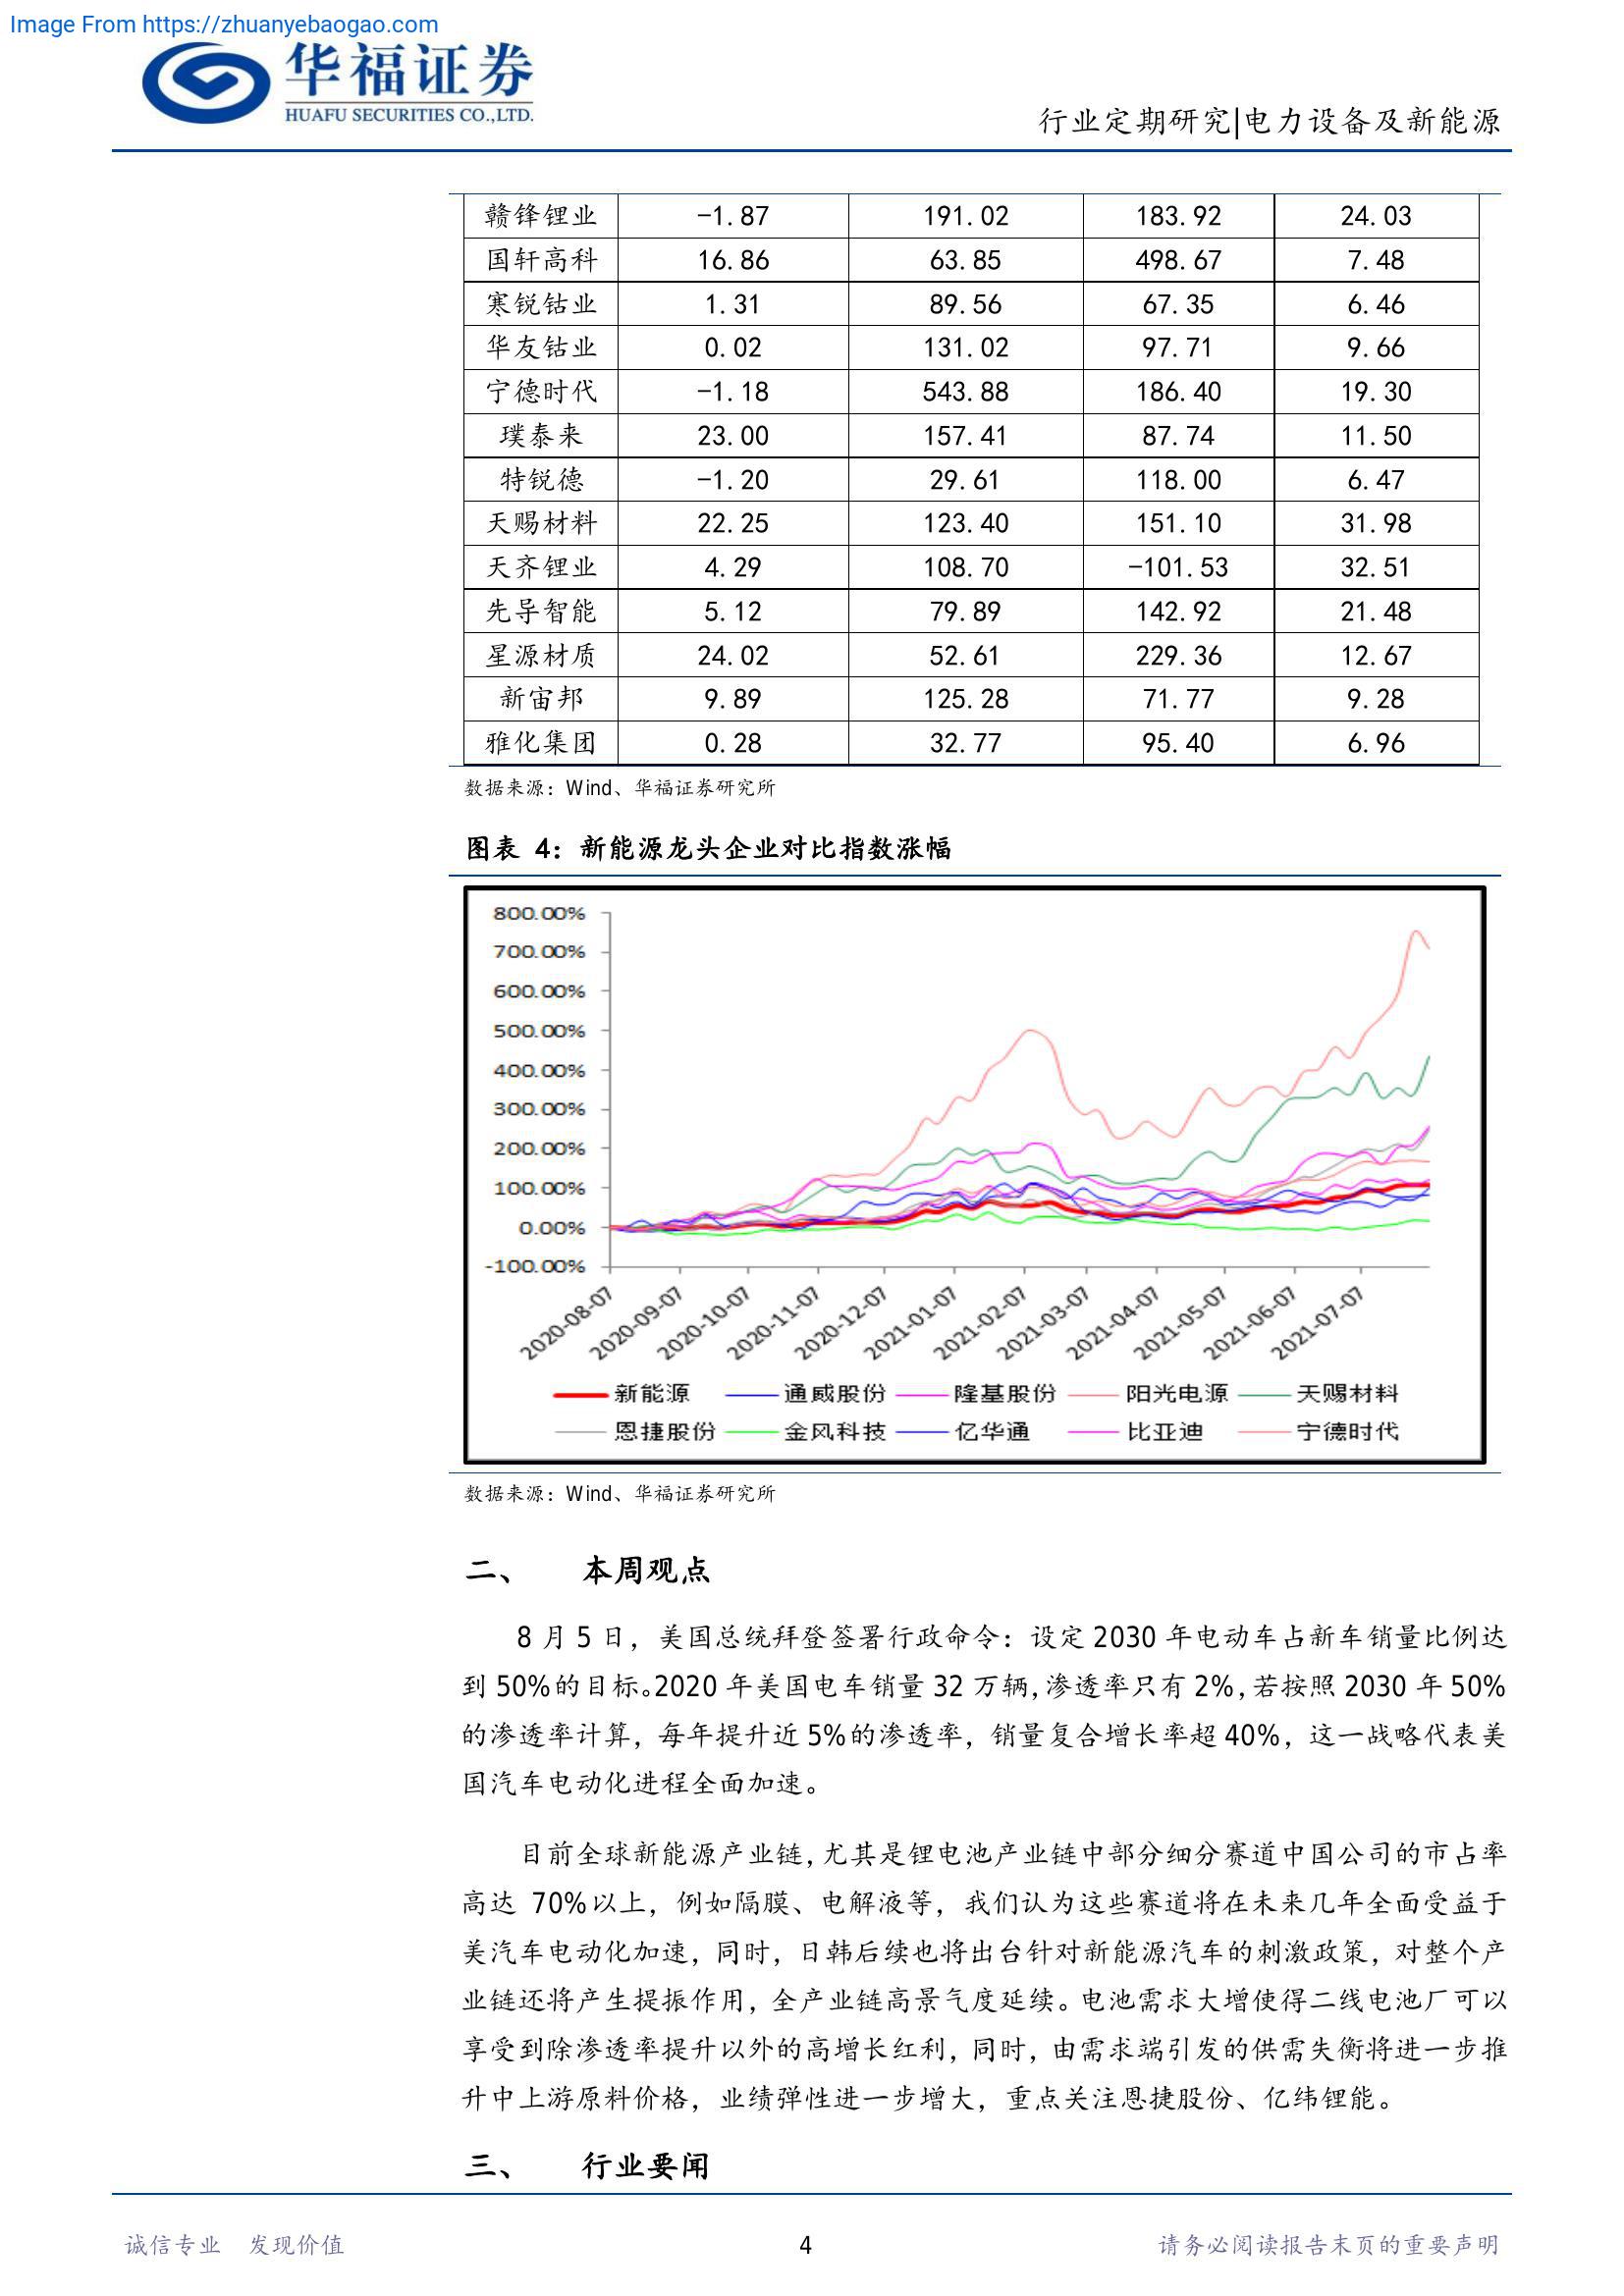 Image From https://zhuanyebaogao.com
华福证券
HUAFU SECURITIES CO.,LTD.
行业定期研究|电力设备及新能源
赣锋锂业 -1.87 191.02 183.92 24.03
国轩高科 16.86 63.85 498.67 7.48
寒锐钴业 1.31 89.56 67.35 6.46
华友钴业 0.02 131.02 97.71 9.66
宁德时代 -1.18 543.88 186.40 19.30
璞泰来 23.00 157.41 87.74 11.50
特锐德 -1.20 29.61 118.00 6.47
天赐材料 22.25 123.40 151.10 31.98
天齐锂业 4.29 108.70 -101.53 32.51
先导智能 5.12 79.89 142.92 21.48
星源材质 24.02 52.61 229.36 12.67
新宙邦 9.89 125.28 71.77 9.28
雅化集团 0.28 32.77 95.40 6.96
数据来源：Wind、华福证券研究所
图表 4：新能源龙头企业对比指数涨幅
800.00%
700.00%
600.00%
500.00%
400.00%
300.00%
200.00%
100.00%
0.00%
-100.00%
2020-08-07 2020-09-07 2020-10-07 2020-11-07 2020-12-07 2021-01-07 2021-02-07 2021-03-07 2021-04-07 2021-05-07 2021-06-07 2021-07-07
新能源 通威股份 隆基股份 阳光电源 天赐材料
恩捷股份 金风科技 亿华通 比亚迪 宁德时代
数据来源：Wind、华福证券研究所
二、 本周观点
8 月 5 日，美国总统拜登签署行政命令：设定 2030 年电动车占新车销量比例达
到 50%的目标。2020 年美国电车销量 32 万辆，渗透率只有 2%，若按照 2030 年 50%
的渗透率计算，每年提升近 5%的渗透率，销量复合增长率超 40%，这一战略代表美
国汽车电动化进程全面加速。
目前全球新能源产业链，尤其是锂电池产业链中部分细分赛道中国公司的市占率
高达 70%以上，例如隔膜、电解液等，我们认为这些赛道将在未来几年全面受益于
美汽车电动化加速，同时，日韩后续也将出台针对新能源汽车的刺激政策，对整个产
业链还将产生提振作用，全产业链高景气度延续。电池需求大增使得二线电池厂可以
享受到除渗透率提升以外的高增长红利，同时，由需求端引发的供需失衡将进一步推
升中上游原料价格，业绩弹性进一步增大，重点关注恩捷股份、亿纬锂能。
三、 行业要闻
诚信专业 发现价值 4 请务必阅读报告末页的重要声明